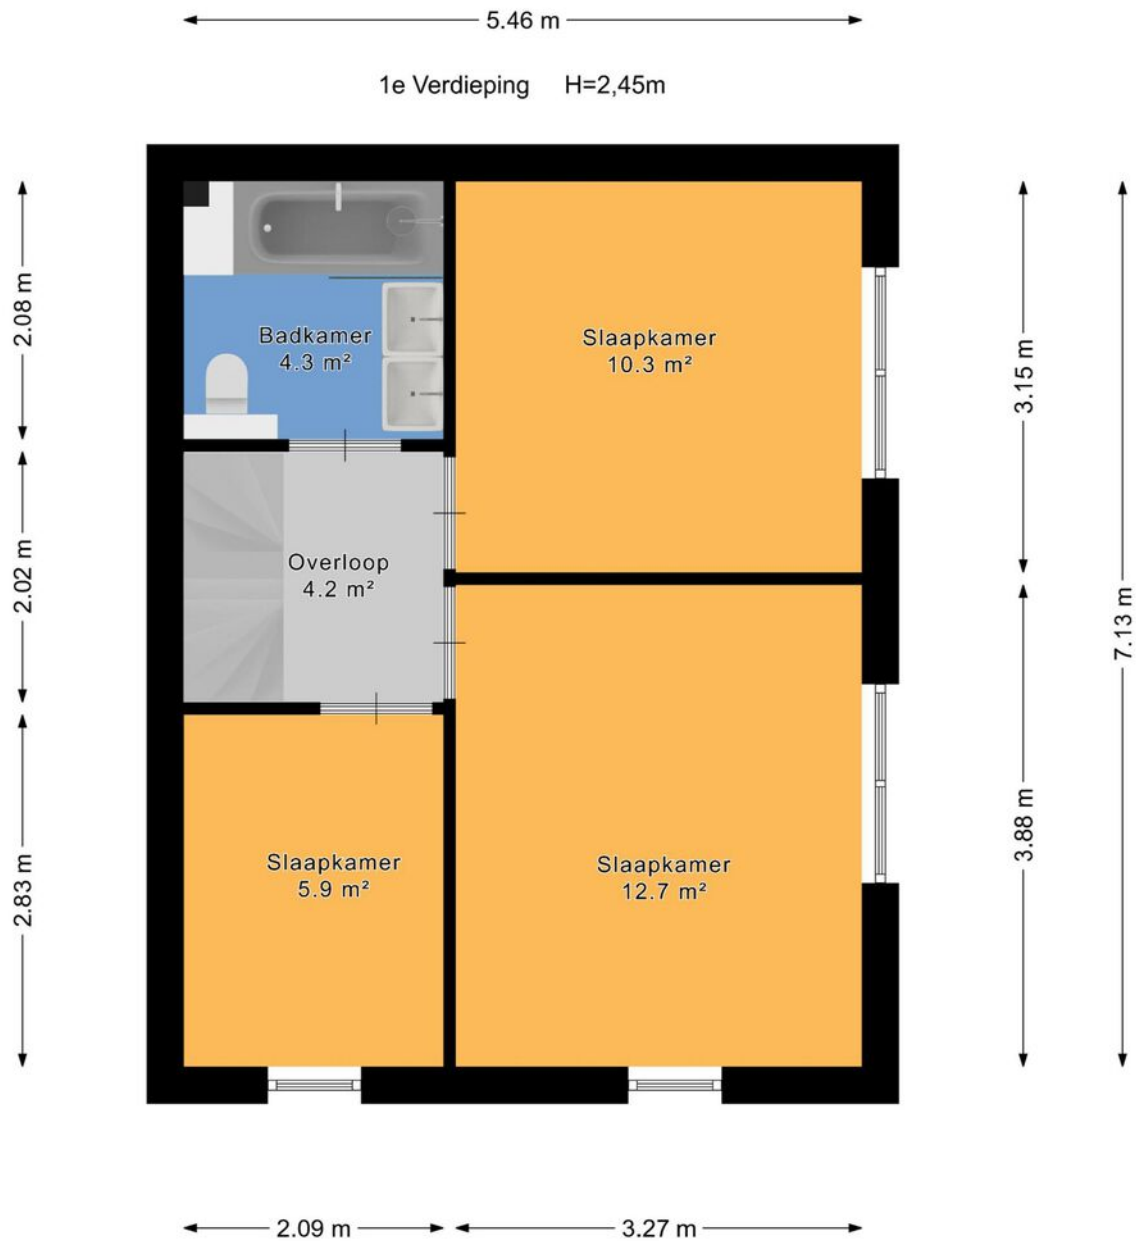 5.46 m
1e Verdieping H=2,45m
2.08 m
Badkamer
4.3 m²
Slaapkamer
10.3 m²
3.15 m
7.13 m
2.02 m
Overloop
4.2 m²
2.83 m
Slaapkamer
5.9 m²
Slaapkamer
12.7 m²
3.88 m
2.09 m
3.27 m